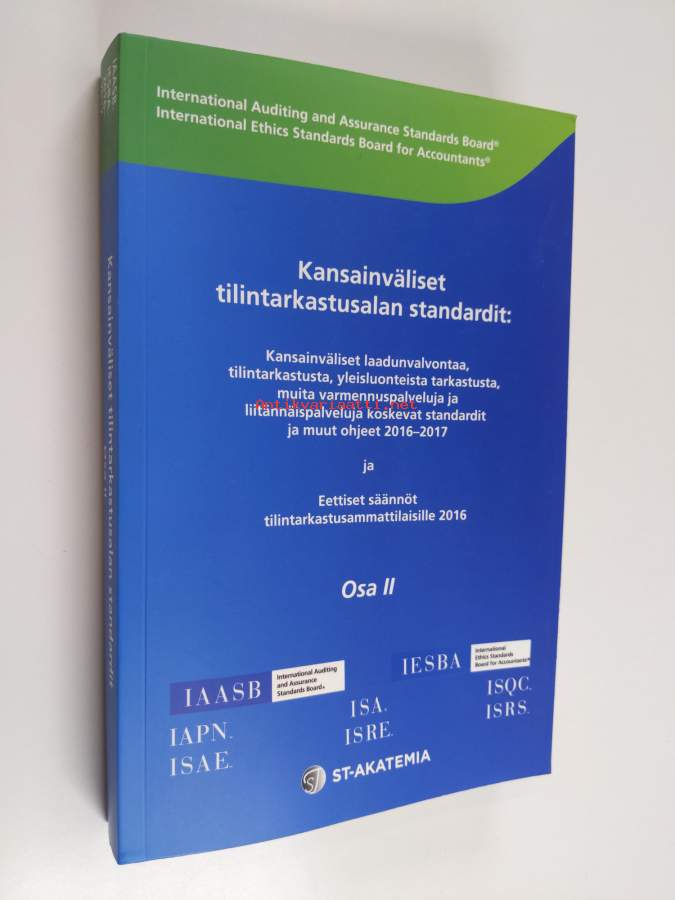 International Auditing and Assurance Standards Board®
International Ethics Standards Board for Accountants®
Kansainväliset
tilintarkastusalan standardit:
Kansainväliset laadunvalvontaa,
tilintarkastusta, yleisluonteista tarkastusta,
muita varmennuspalveluja ja
Antikvariaatti.net
liitännäispalveluja koskevat standardit
ja muut ohjeet 2016–2017
ja
Eettiset säännöt
tilintarkastusammattilaisille 2016
Osa II
IAASB
International Auditing
and Assurance
Standards Board®
IESBA
International
Ethics Standards
Board for Accountants®
IAPN.
ISA.
ISQC.
ISAE.
ISRE.
ISRS.
ST-AKATEMIA
Kansainväliset tilintarkastusalan standardit
IAASB